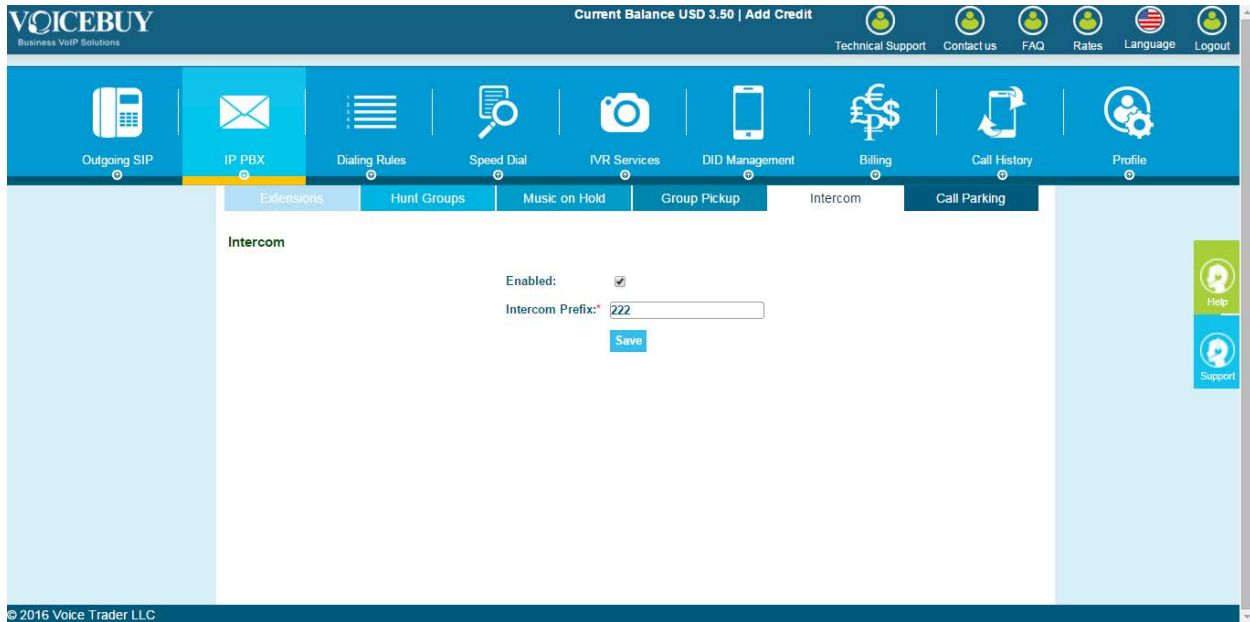 VOICEBUY
Business VoIP Solutions
Current Balance USD 3.50 | Add Credit
Technical Support
Contact us
FAQ
Rates
Language
Logout
Outgoing SIP
IP PBX
Dialing Rules
Speed Dial
IVR Services
DID Management
Billing
Call History
Profile
Extensions
Hunt Groups
Music on Hold
Group Pickup
Intercom
Call Parking
Intercom
Enabled:
Intercom Prefix:* 222
Save
Help
Support
© 2016 Voice Trader LLC